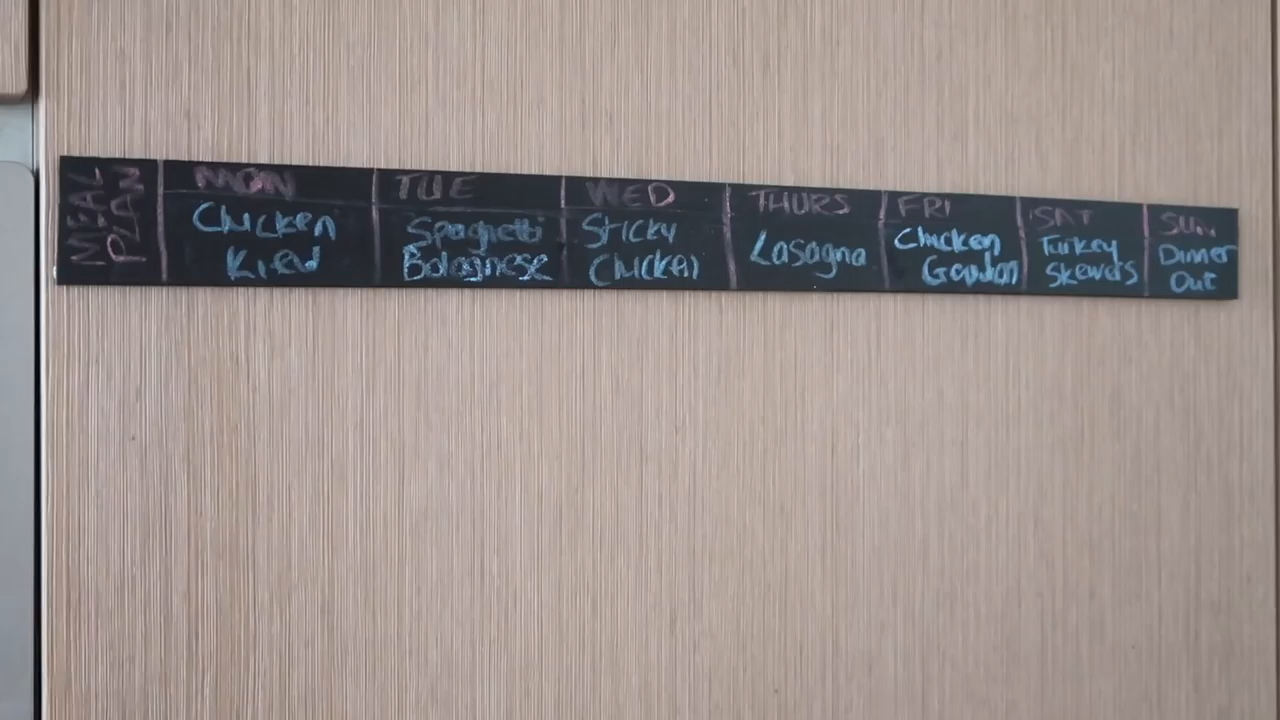 MEAL
PLAN
MON
Chicken
Kiev
TUE
Spaghetti
Bolognese
WED
Sticky
Chicken
THURS
Lasagna
FRI
Chicken
SAT
Turkey
Skewers
SUN
Dinner
Out